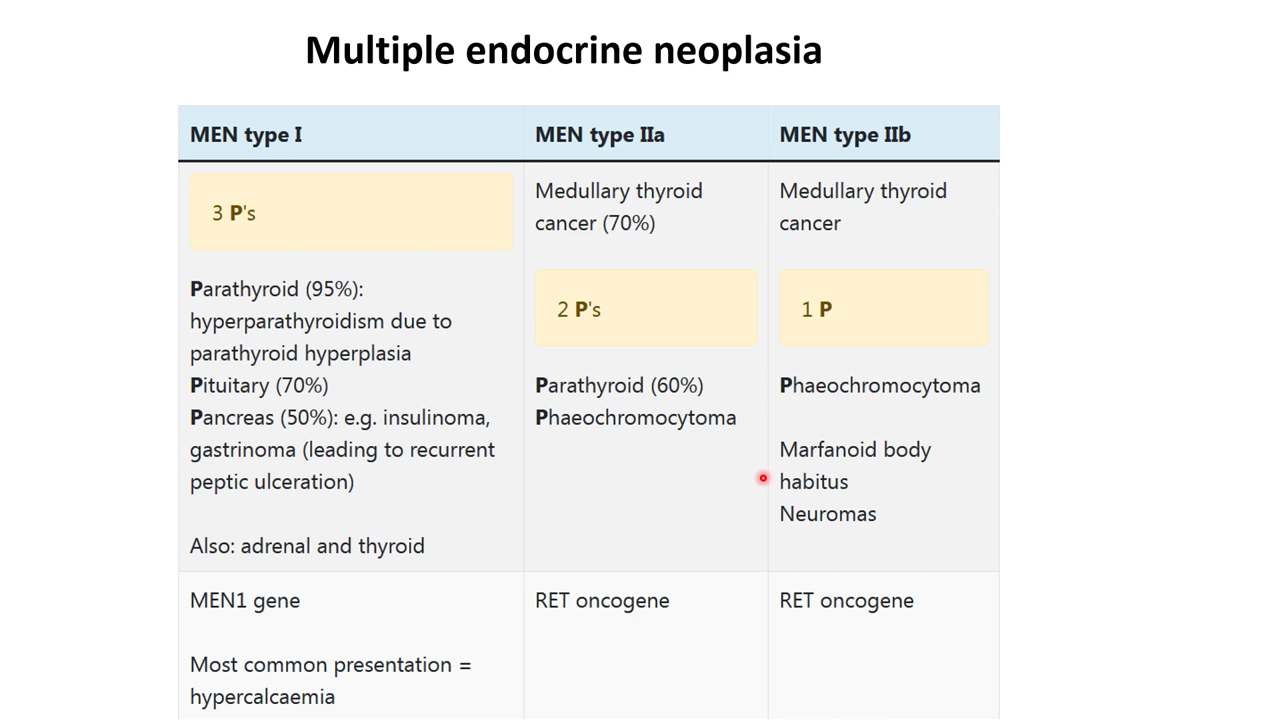 Multiple endocrine neoplasia
MEN type I
MEN type IIa
MEN type IIb
3 P's
Parathyroid (95%):
hyperparathyroidism due to
parathyroid hyperplasia
Pituitary (70%)
Pancreas (50%): e.g. insulinoma,
gastrinoma (leading to recurrent
peptic ulceration)
Also: adrenal and thyroid
Medullary thyroid
cancer (70%)
2 P's
Parathyroid (60%)
Phaeochromocytoma
Medullary thyroid
cancer
1 P
Phaeochromocytoma
Marfanoid body
habitus
Neuromas
MEN1 gene
Most common presentation =
hypercalcaemia
RET oncogene
RET oncogene